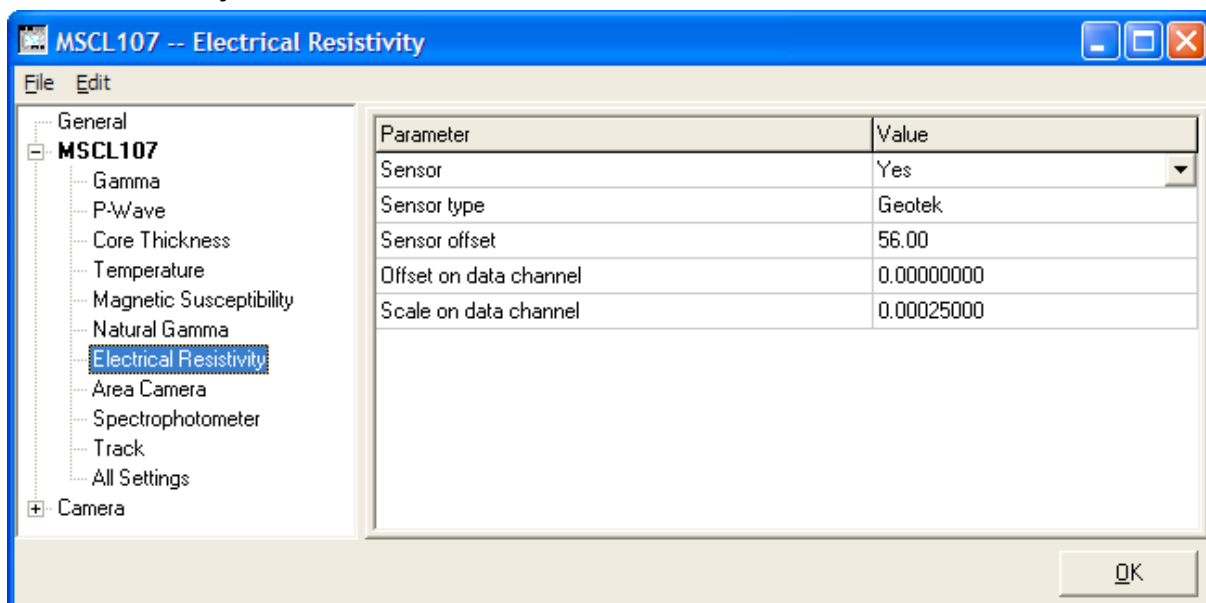 MSCL107 -- Electrical Resistivity
File Edit
General
MSCL107
Gamma
P-Wave
Core Thickness
Temperature
Magnetic Susceptibility
Natural Gamma
Electrical Resistivity
Area Camera
Spectrophotometer
Track
All Settings
Camera
Parameter Value
Sensor Yes
Sensor type Geotek
Sensor offset 56.00
Offset on data channel 0.00000000
Scale on data channel 0.00025000
OK